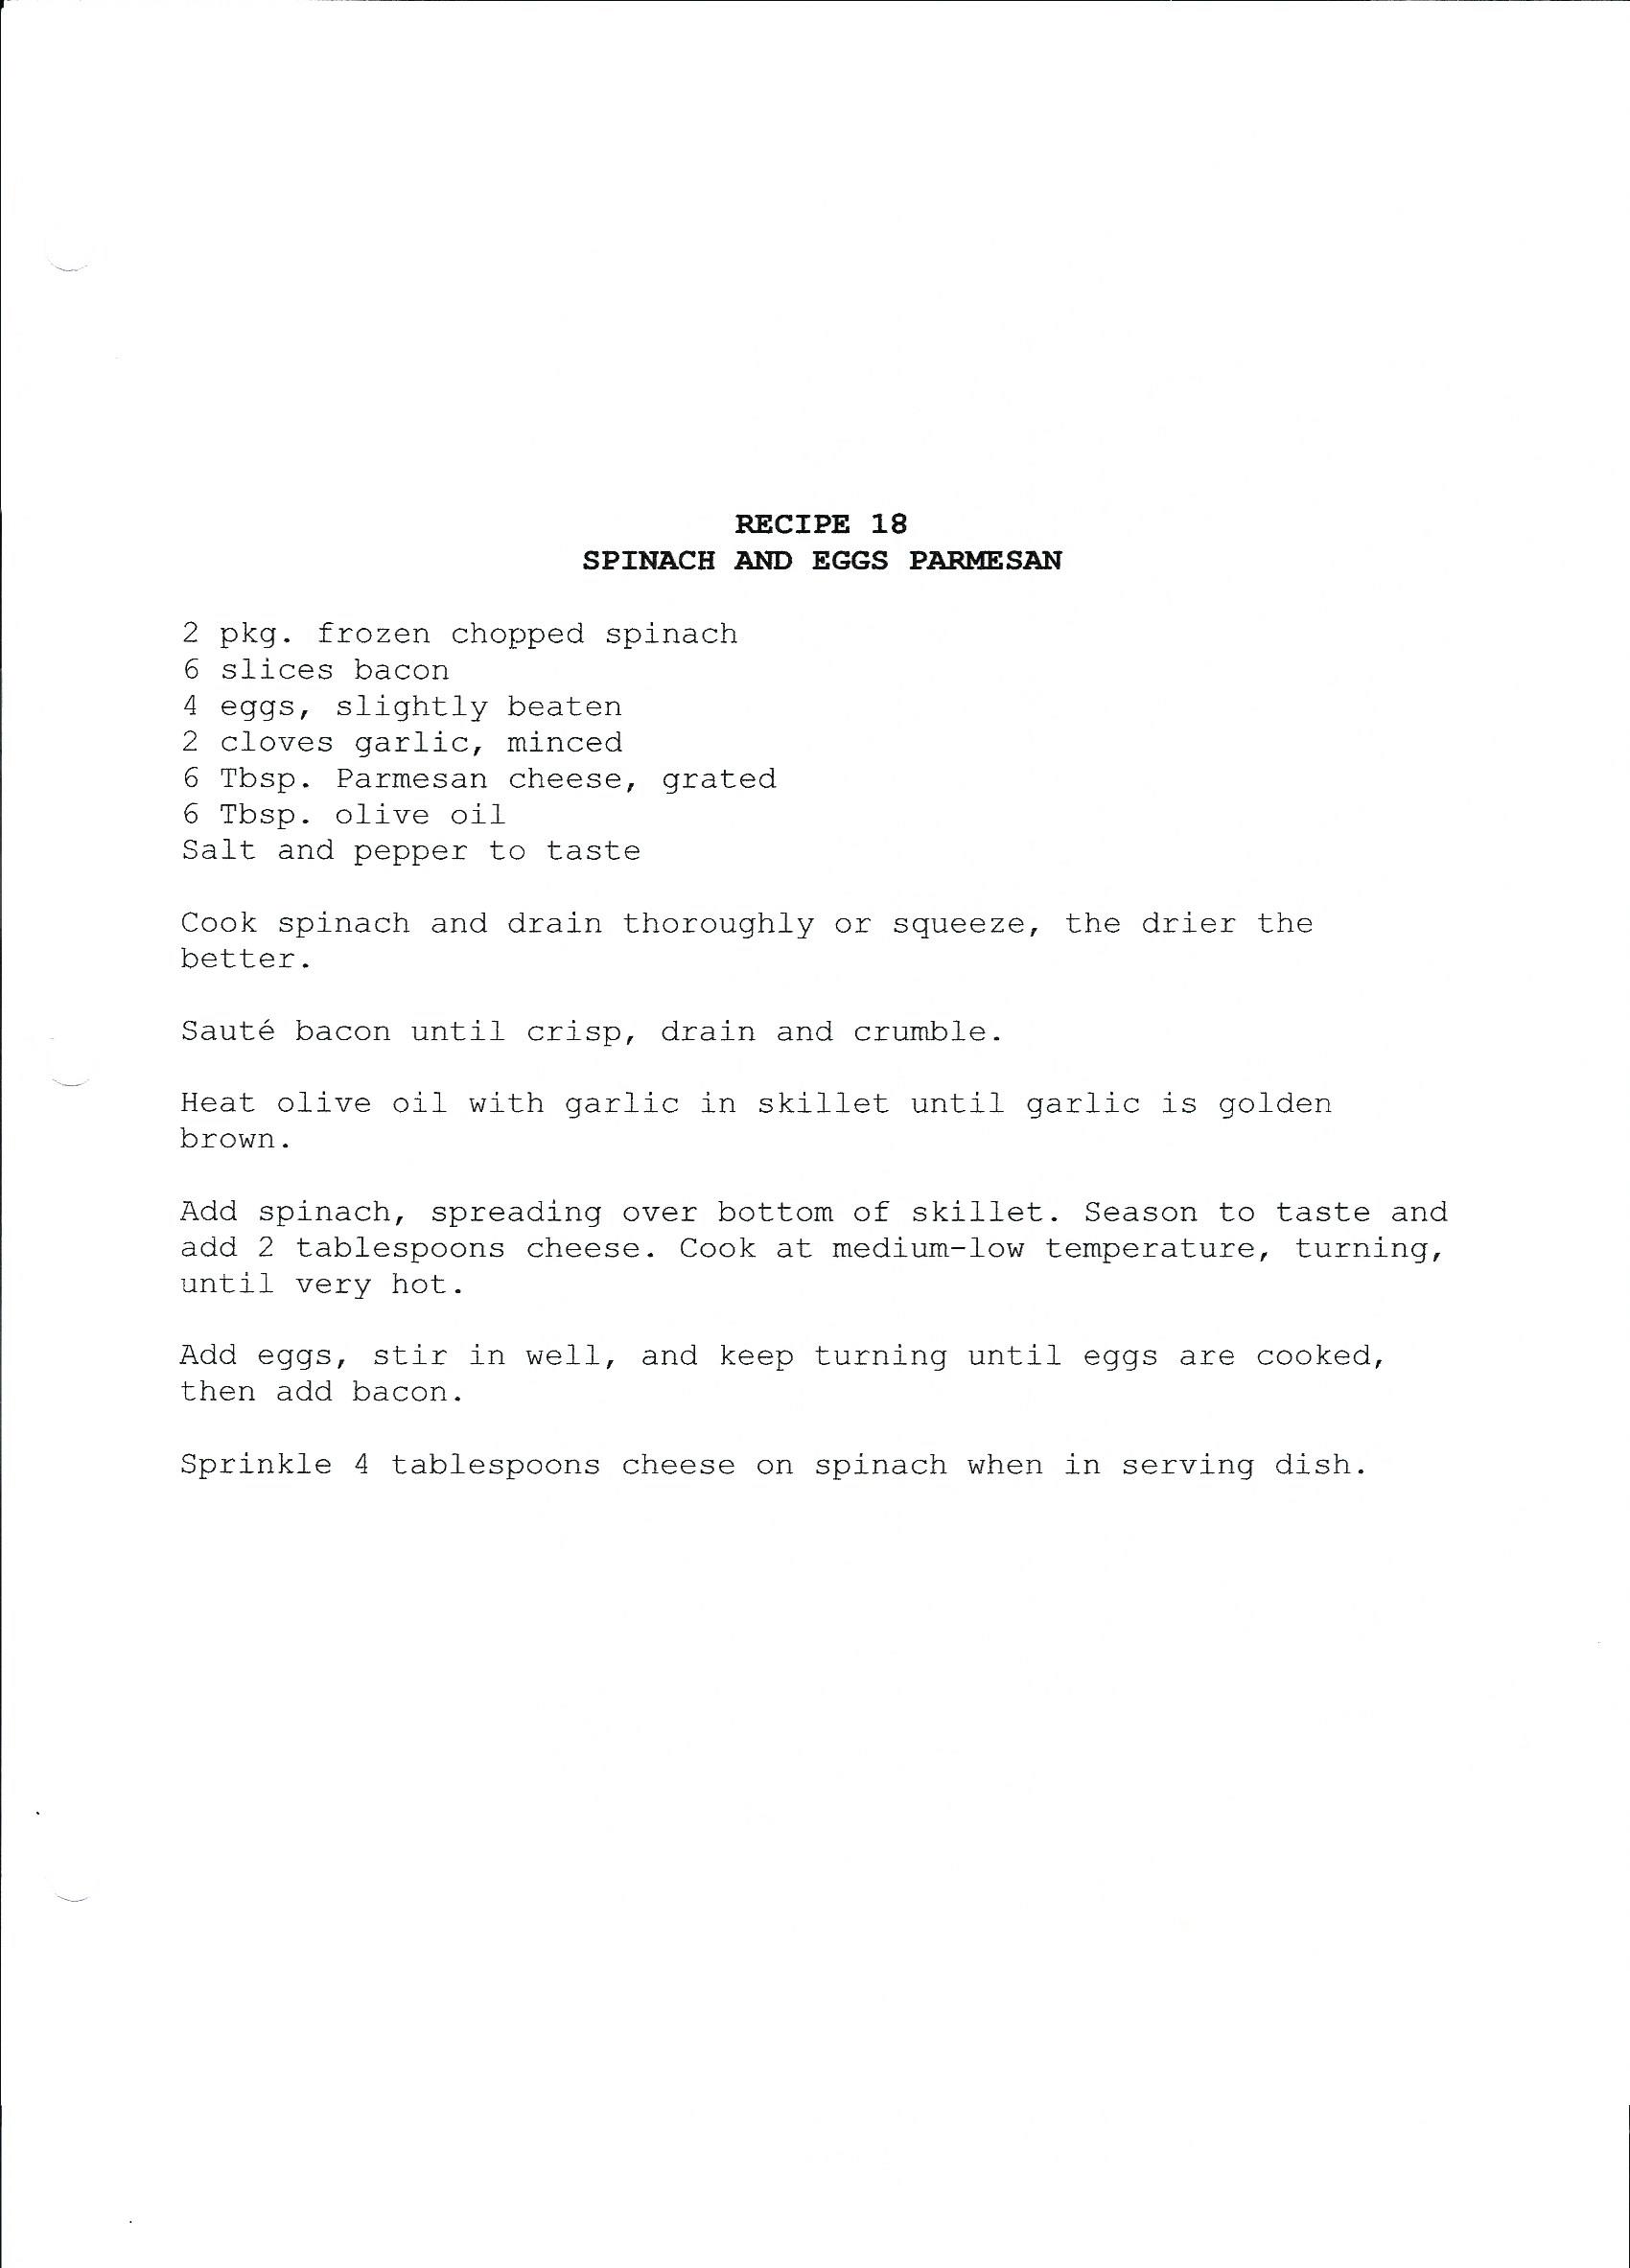 RECIPE 18
SPINACH AND EGGS PARMESAN
2 pkg. frozen chopped spinach
6 slices bacon
4 eggs, slightly beaten
2 cloves garlic, minced
6 Tbsp. Parmesan cheese, grated
6 Tbsp. olive oil
Salt and pepper to taste
Cook spinach and drain thoroughly or squeeze, the drier the
better.
Sauté bacon until crisp, drain and crumble.
Heat olive oil with garlic in skillet until garlic is golden
brown.
Add spinach, spreading over bottom of skillet. Season to taste and
add 2 tablespoons cheese. Cook at medium-low temperature, turning,
until very hot.
Add eggs, stir in well, and keep turning until eggs are cooked,
then add bacon.
Sprinkle 4 tablespoons cheese on spinach when in serving dish.